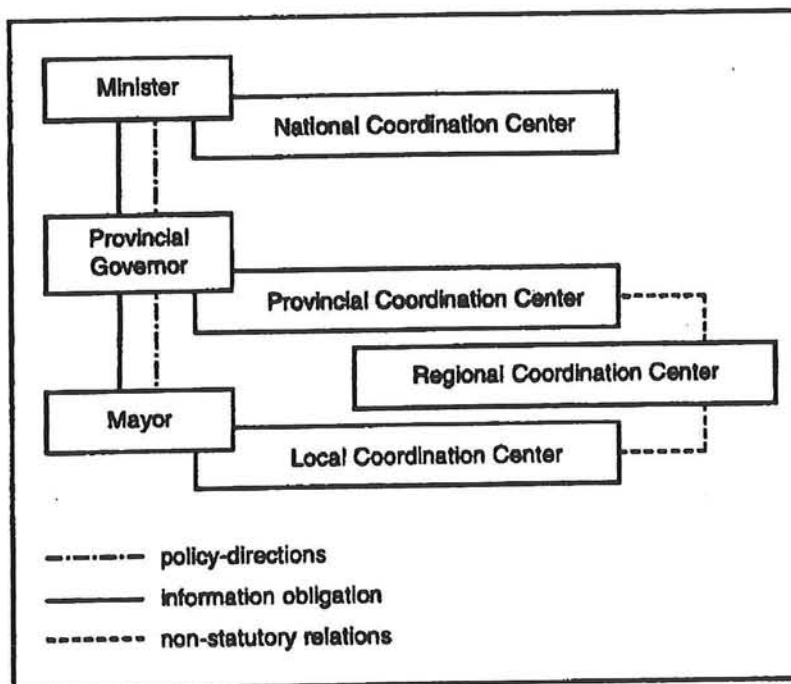 Minister
National Coordination Center
Provincial
Governor
Provincial Coordination Center
Regional Coordination Center
Mayor
Local Coordination Center
policy-directions
information obligation
non-statutory relations